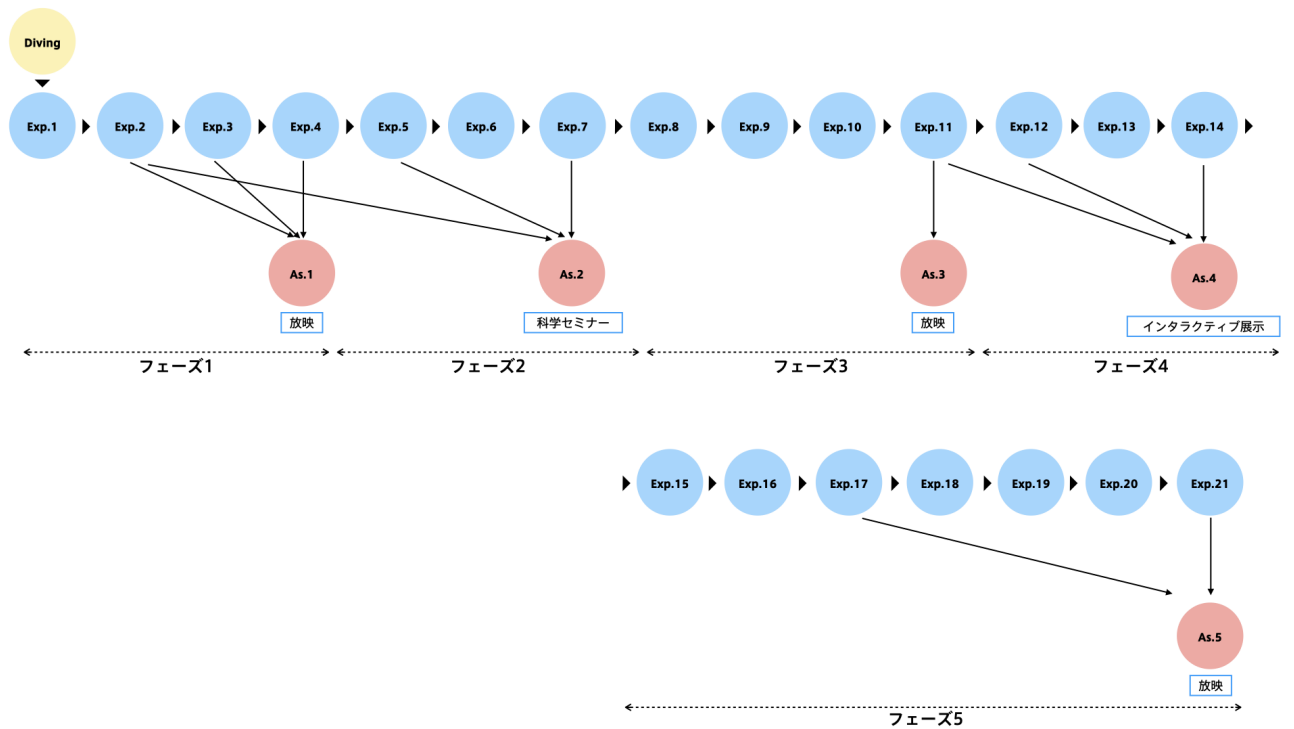 Diving
Exp.1 Exp.2 Exp.3 Exp.4 Exp.5 Exp.6 Exp.7 Exp.8 Exp.9 Exp.10 Exp.11 Exp.12 Exp.13 Exp.14
As.1 As.2 As.3 As.4
放映 科学セミナー 放映 インタラクティブ展示
フェーズ1 フェーズ2 フェーズ3 フェーズ4
Exp.15 Exp.16 Exp.17 Exp.18 Exp.19 Exp.20 Exp.21
As.5
放映
フェーズ5